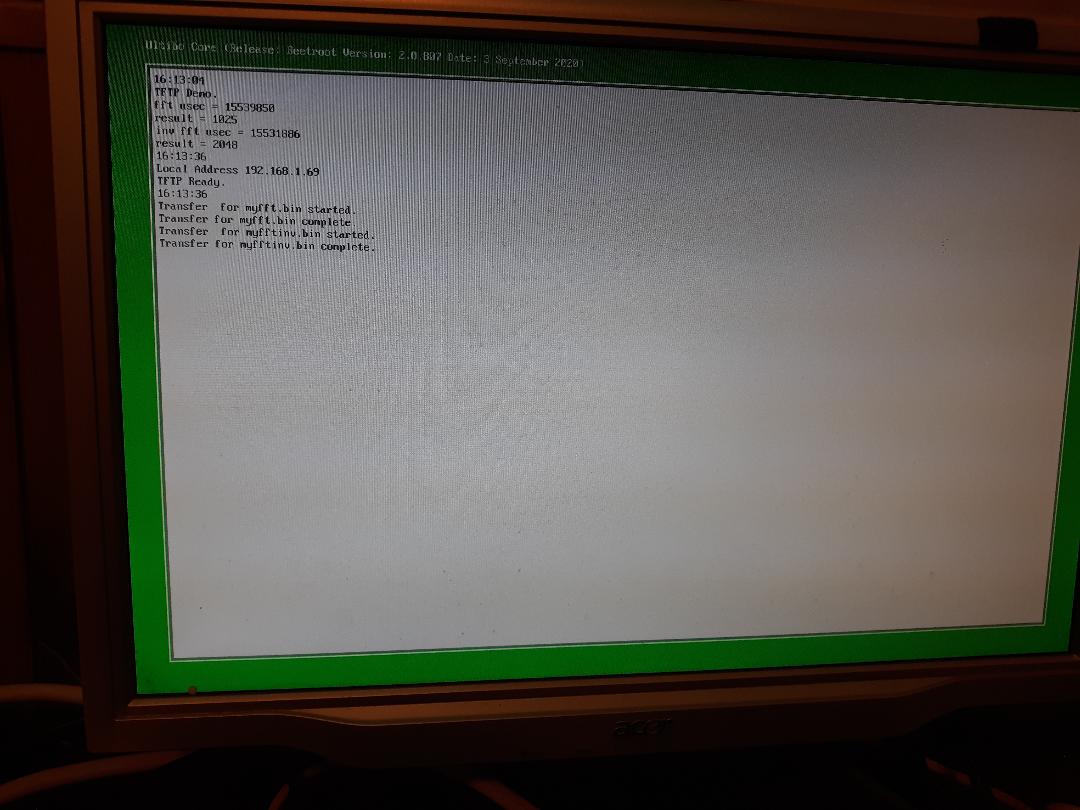 Ultibo Core (Release: Beetroot Version: 2.0.807 Date: 3 September 2020)
16:13:04
TFTP Demo.
fft usec = 15539850
result = 1025
inv fft usec = 15531886
result = 2048
16:13:36
Local Address 192.168.1.69
TFTP Ready.
16:13:36
Transfer  for myfft.bin started.
Transfer for myfft.bin complete
Transfer  for myfftinv.bin started.
Transfer for myfftinv.bin complete.
acer